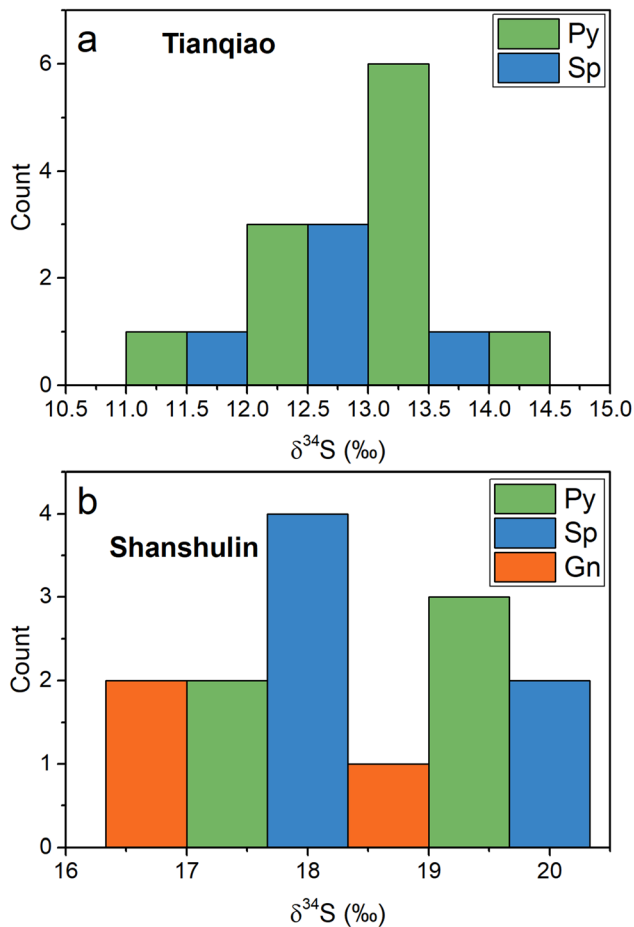 a
Tianqiao
Py
Sp
Count
6
4
2
0
10.5 11.0 11.5 12.0 12.5 13.0 13.5 14.0 14.5 15.0
δ³⁴S (‰)
b
Shanshulin
Py
Sp
Gn
Count
4
3
2
1
0
16 17 18 19 20
δ³⁴S (‰)